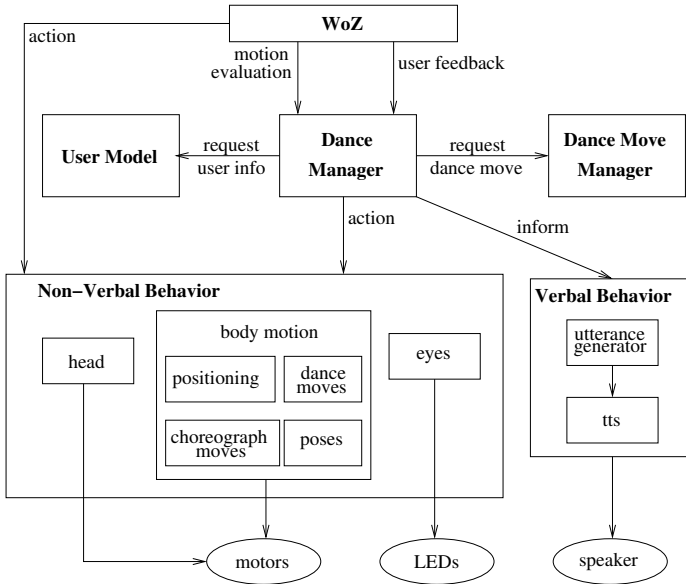 WoZ
action
motion
evaluation
user feedback
User Model
request
user info
Dance
Manager
request
dance move
Dance Move
Manager
action
inform
Non-Verbal Behavior
body motion
head
positioning
dance
moves
choreograph
moves
poses
eyes
Verbal Behavior
utterance
generator
tts
motors
LEDs
speaker